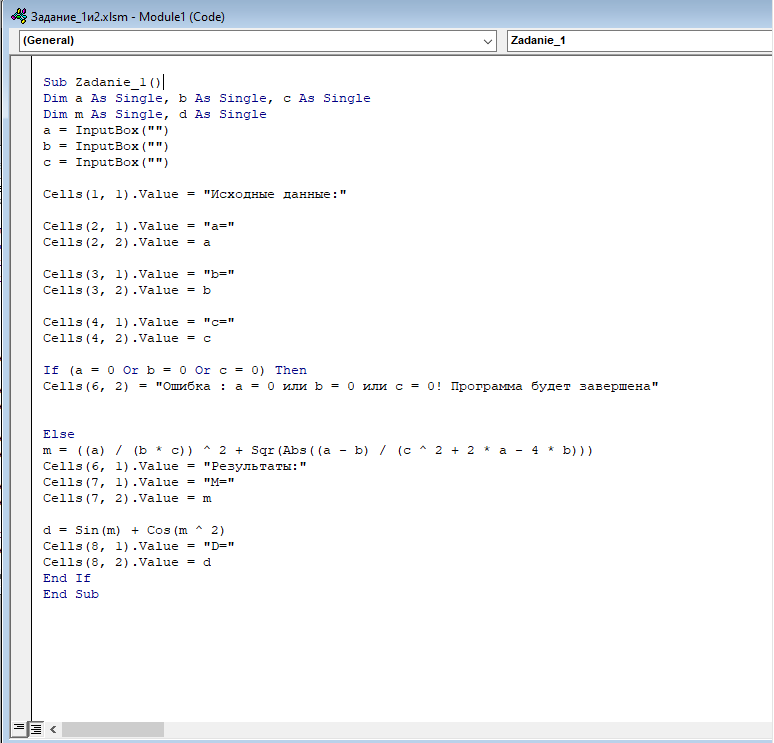 Задание_1и2.xlsm - Module1 (Code)
(General)
Zadanie_1
Sub Zadanie_1()
Dim a As Single, b As Single, c As Single
Dim m As Single, d As Single
a = InputBox("")
b = InputBox("")
c = InputBox("")
Cells(1, 1).Value = "Исходные данные:"
Cells(2, 1).Value = "a="
Cells(2, 2).Value = a
Cells(3, 1).Value = "b="
Cells(3, 2).Value = b
Cells(4, 1).Value = "c="
Cells(4, 2).Value = c
If (a = 0 Or b = 0 Or c = 0) Then
Cells(6, 2) = "Ошибка : a = 0 или b = 0 или c = 0! Программа будет завершена"
Else
m = ((a) / (b * c)) ^ 2 + Sqr(Abs((a - b) / (c ^ 2 + 2 * a - 4 * b)))
Cells(6, 1).Value = "Результаты:"
Cells(7, 1).Value = "M="
Cells(7, 2).Value = m
d = Sin(m) + Cos(m ^ 2)
Cells(8, 1).Value = "D="
Cells(8, 2).Value = d
End If
End Sub